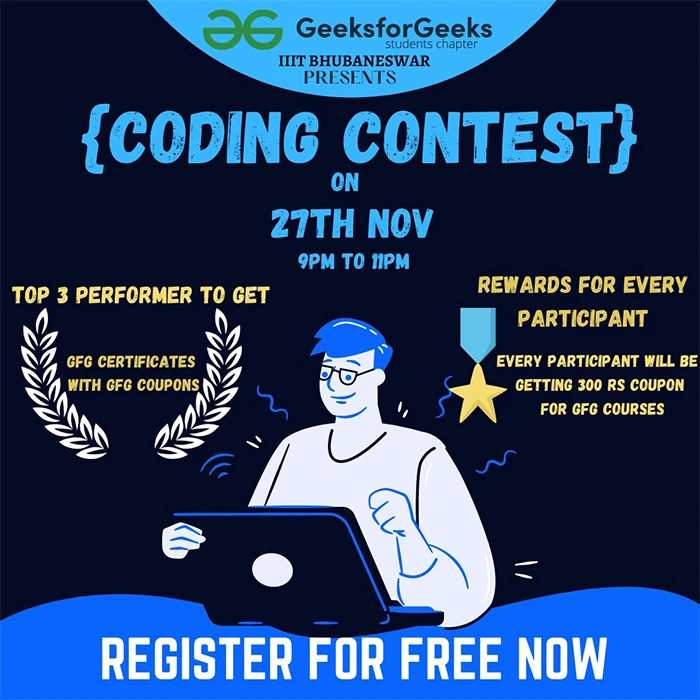 GeeksforGeeks
students chapter
IIIT BHUBANESWAR
PRESENTS
{CODING CONTEST}
ON
27TH NOV
9PM TO 11PM
TOP 3 PERFORMER TO GET
GFG CERTIFICATES
WITH GFG COUPONS
REWARDS FOR EVERY
PARTICIPANT
EVERY PARTICIPANT WILL BE
GETTING 300 RS COUPON
FOR GFG COURSES
REGISTER FOR FREE NOW